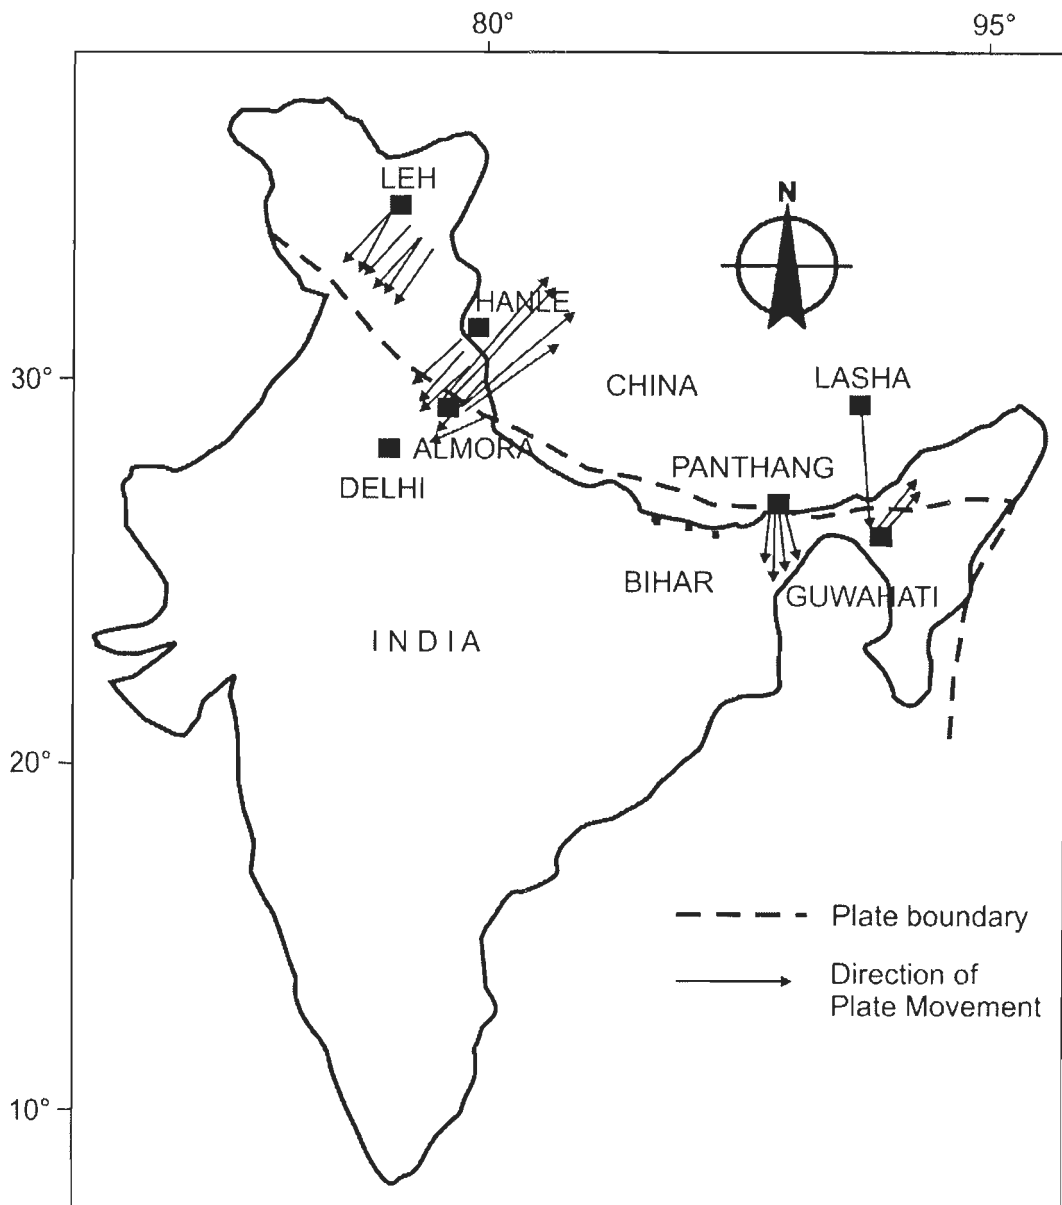 80°
95°
N
LEH
HANLE
30°
CHINA
LASHA
ALMORA
PANTHANG
DELHI
BIHAR
GUWAHATI
INDIA
20°
Plate boundary
Direction of
Plate Movement
10°